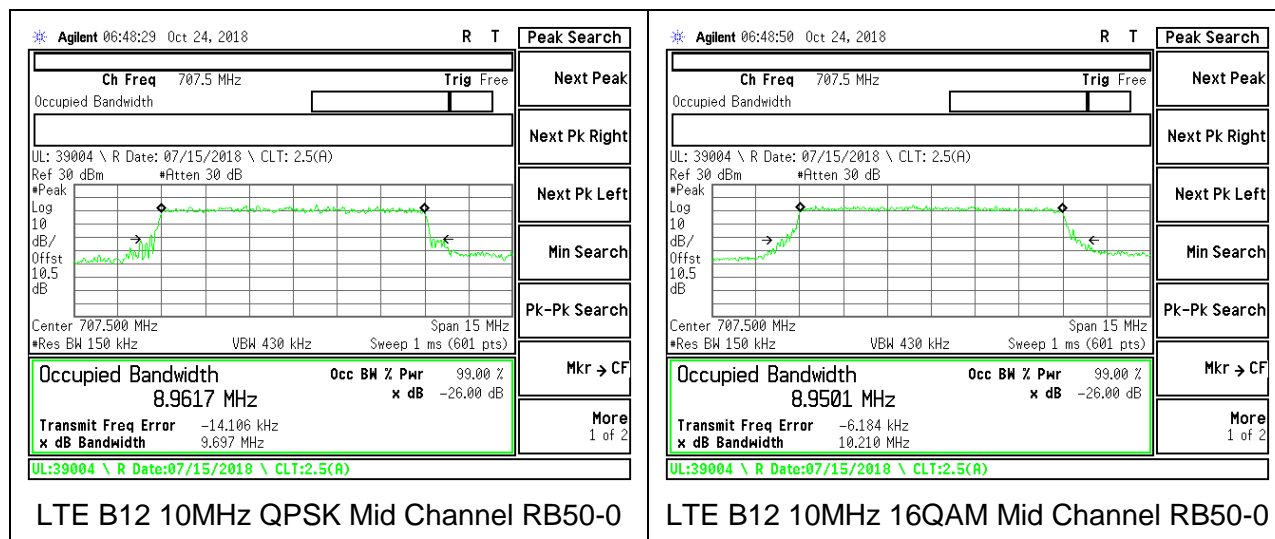 Agilent 06:48:29 Oct 24, 2018 R T
Peak Search
Ch Freq 707.5 MHz Trig Free
Occupied Bandwidth
UL: 39004 \ R Date: 07/15/2018 \ CLT: 2.5(A)
Ref 30 dBm #Atten 30 dB
#Peak
Log
10
dB/
Offst
10.5
dB
Center 707.500 MHz Span 15 MHz
#Res BW 150 kHz VBW 430 kHz Sweep 1 ms (601 pts)
Occupied Bandwidth Occ BW % Pwr 99.00 %
8.9617 MHz x dB -26.00 dB
Transmit Freq Error -14.106 kHz
x dB Bandwidth 9.697 MHz
UL:39004 \ R Date:07/15/2018 \ CLT:2.5(A)
Next Peak
Next Pk Right
Next Pk Left
Min Search
Pk-Pk Search
Mkr → CF
More
1 of 2
LTE B12 10MHz QPSK Mid Channel RB50-0
Agilent 06:48:50 Oct 24, 2018 R T
Peak Search
Ch Freq 707.5 MHz Trig Free
Occupied Bandwidth
UL: 39004 \ R Date: 07/15/2018 \ CLT: 2.5(A)
Ref 30 dBm #Atten 30 dB
#Peak
Log
10
dB/
Offst
10.5
dB
Center 707.500 MHz Span 15 MHz
#Res BW 150 kHz VBW 430 kHz Sweep 1 ms (601 pts)
Occupied Bandwidth Occ BW % Pwr 99.00 %
8.9501 MHz x dB -26.00 dB
Transmit Freq Error -6.184 kHz
x dB Bandwidth 10.210 MHz
UL:39004 \ R Date:07/15/2018 \ CLT:2.5(A)
Next Peak
Next Pk Right
Next Pk Left
Min Search
Pk-Pk Search
Mkr → CF
More
1 of 2
LTE B12 10MHz 16QAM Mid Channel RB50-0